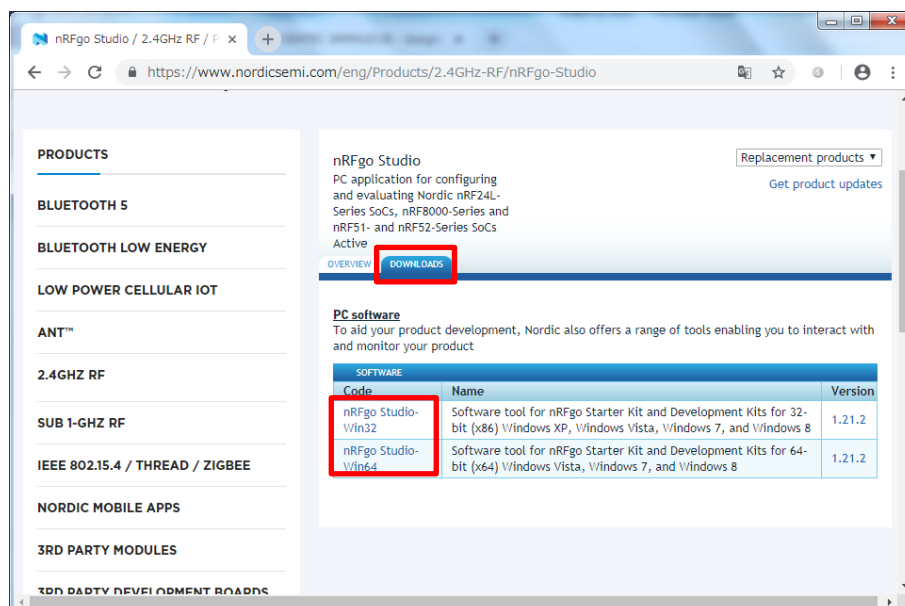 nRFgo Studio / 2.4GHz RF / P
https://www.nordicsemi.com/eng/Products/2.4GHz-RF/nRFgo-Studio
PRODUCTS
BLUETOOTH 5
BLUETOOTH LOW ENERGY
LOW POWER CELLULAR IOT
ANT™
2.4GHZ RF
SUB 1-GHZ RF
IEEE 802.15.4 / THREAD / ZIGBEE
NORDIC MOBILE APPS
3RD PARTY MODULES
3RD PARTY DEVELOPMENT BOARDS
nRFgo Studio
PC application for configuring
and evaluating Nordic nRF24L-
Series SoCs, nRF8000-Series and
nRF51- and nRF52-Series SoCs
Active
Replacement products
Get product updates
OVERVIEW DOWNLOADS
PC software
To aid your product development, Nordic also offers a range of tools enabling you to interact with
and monitor your product
SOFTWARE
Code Name Version
nRFgo Studio-
Win32
Software tool for nRFgo Starter Kit and Development Kits for 32-
bit (x86) Windows XP, Windows Vista, Windows 7, and Windows 8
1.21.2
nRFgo Studio-
Win64
Software tool for nRFgo Starter Kit and Development Kits for 64-
bit (x64) Windows Vista, Windows 7, and Windows 8
1.21.2